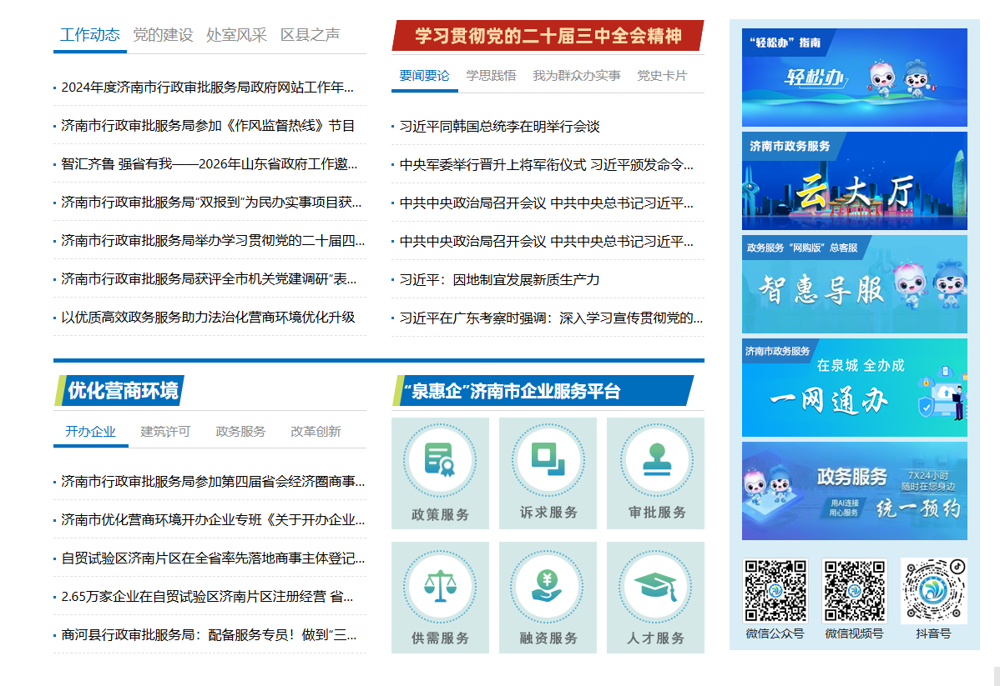 工作动态 党的建设 处室风采 区县之声
2024年度济南市行政审批服务局政府网站工作年...
济南市行政审批服务局参加《作风监督热线》节目
智汇齐鲁 强省有我——2026年山东省政府工作邀...
济南市行政审批服务局“双报到”为民办实事项目获...
济南市行政审批服务局举办学习贯彻党的二十届四...
济南市行政审批服务局获评全市机关党建调研“表...
以优质高效政务服务助力法治化营商环境优化升级
学习贯彻党的二十届三中全会精神
要闻要论 学思践悟 我为群众办实事 党史卡片
习近平同韩国总统李在明举行会谈
中央军委举行晋升上将军衔仪式 习近平颁发命令...
中共中央政治局召开会议 中共中央总书记习近平...
中共中央政治局召开会议 中共中央总书记习近平...
习近平：因地制宜发展新质生产力
习近平在广东考察时强调：深入学习宣传贯彻党的...
优化营商环境
开办企业 建筑许可 政务服务 改革创新
济南市行政审批服务局参加第四届省会经济圈商事...
济南市优化营商环境开办企业专班《关于开办企业...
自贸试验区济南片区在全省率先落地商事主体登记...
2.65万家企业在自贸试验区济南片区注册经营 省...
商河县行政审批服务局：配备服务专员！做到“三...
“泉惠企”济南市企业服务平台
政策服务 诉求服务 审批服务
供需服务 融资服务 人才服务
“轻松办”指南
轻松办
济南市政务服务
云大厅
政务服务“网购版”总客服
智惠导服
济南市政务服务
在泉城 全办成
一网通办
政务服务
7X24小时
随时在您身边
用AI连接
用心服务
统一预约
微信公众号 微信视频号 抖音号